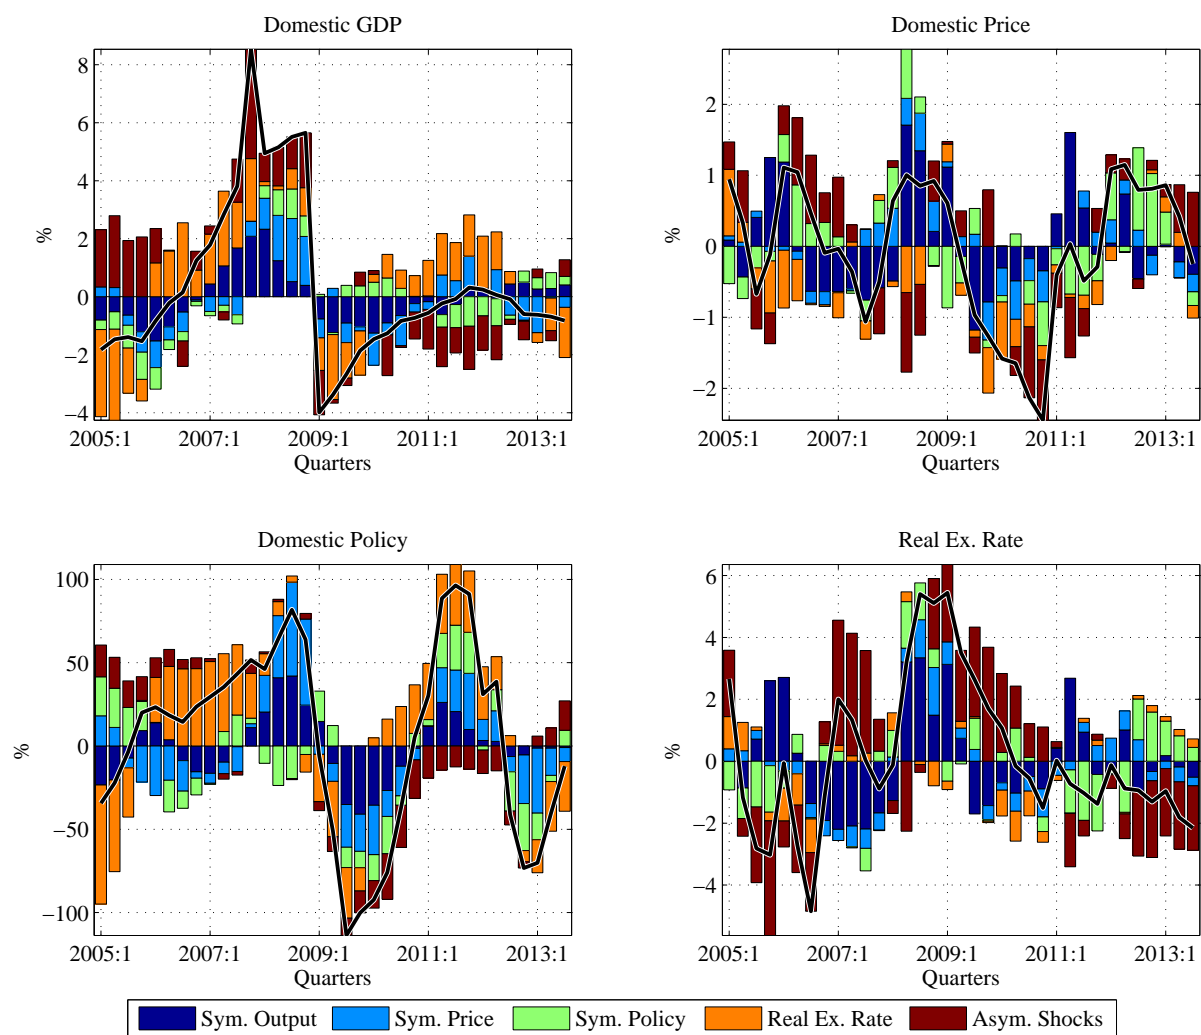 Domestic GDP
8
6
4
2
0
−2
−4
%
2005:1 2007:1 2009:1 2011:1 2013:1
Quarters
Domestic Price
2
1
0
−1
−2
%
2005:1 2007:1 2009:1 2011:1 2013:1
Quarters
Domestic Policy
100
50
0
−50
−100
%
2005:1 2007:1 2009:1 2011:1 2013:1
Quarters
Real Ex. Rate
6
4
2
0
−2
−4
%
2005:1 2007:1 2009:1 2011:1 2013:1
Quarters
Sym. Output Sym. Price Sym. Policy Real Ex. Rate Asym. Shocks